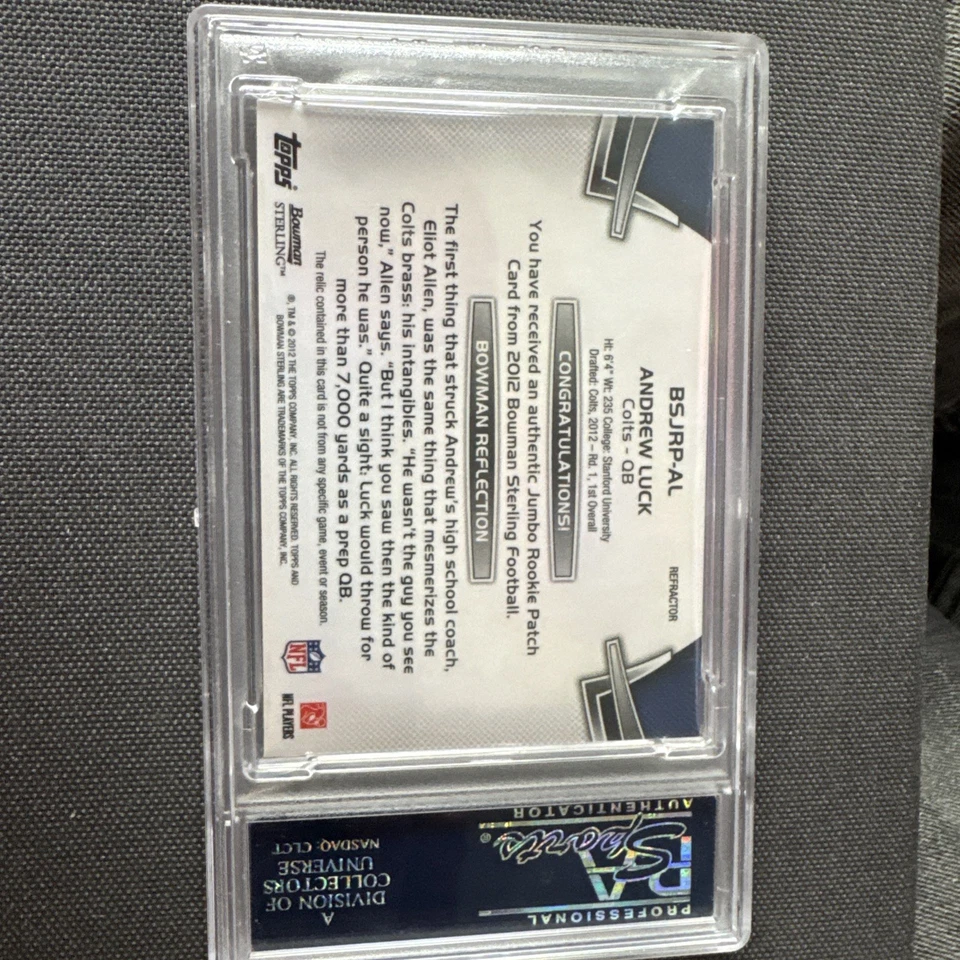 BSJRP-AL
REFRACTOR
ANDREW LUCK
Colts – QB
Ht: 6'4" Wt: 235 College: Stanford University
Drafted: Colts, 2012 – Rd. 1, 1st Overall
CONGRATULATIONS!
You have received an authentic Jumbo Rookie Patch
Card from 2012 Bowman Sterling Football.
BOWMAN REFLECTION
The first thing that struck Andrew's high school coach,
Eliot Allen, was the same thing that mesmerizes the
Colts brass: his intangibles. "He wasn't the guy you see
now," Allen says. "But I think you saw then the kind of
person he was." Quite a sight: Luck would throw for
more than 7,000 yards as a prep QB.
The relic contained in this card is not from any specific game, event or season.
®, TM & © 2012 THE TOPPS COMPANY, INC. ALL RIGHTS RESERVED. TOPPS AND
BOWMAN STERLING ARE TRADEMARKS OF THE TOPPS COMPANY, INC.
Topps
Bowman
STERLING™
NFL
NFL PLAYERS
PROFESSIONAL
PSA
Sports®
AUTHENTICATOR
A
DIVISION OF
COLLECTORS
UNIVERSE
NASDAQ: CLCT